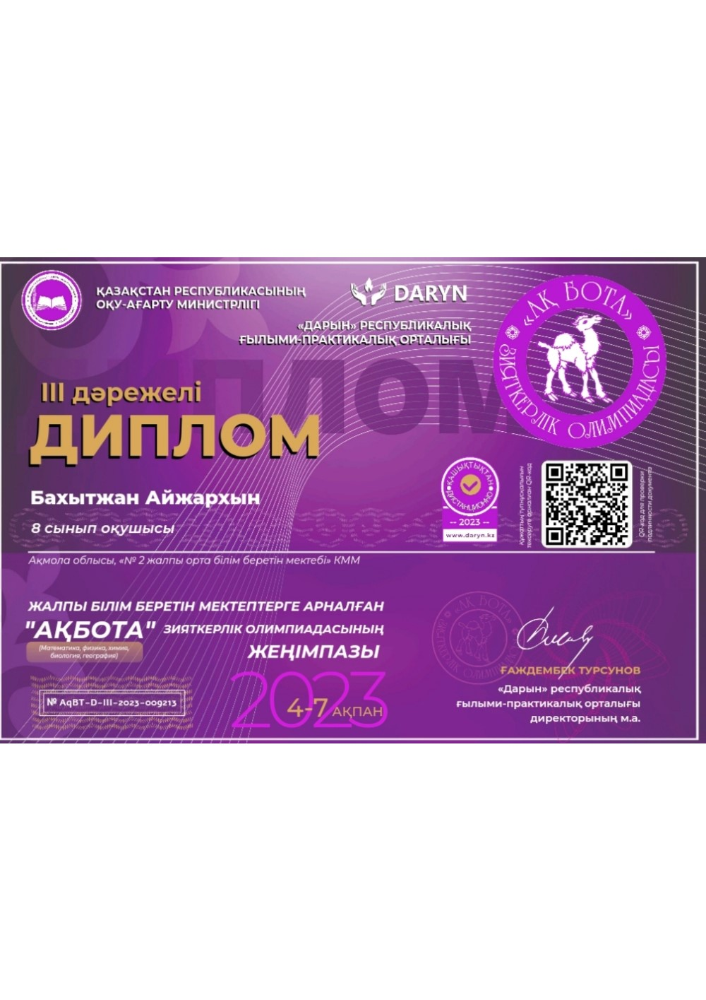 ҚАЗАҚСТАН РЕСПУБЛИКАСЫНЫҢ
ОҚУ-АҒАРТУ МИНИСТРЛІГІ
DARYN
«ДАРЫН» РЕСПУБЛИКАЛЫҚ
ҒЫЛЫМИ-ПРАКТИКАЛЫҚ ОРТАЛЫҒЫ
«АҚ БОТА»
ЗИЯТКЕРЛІК ОЛИМПИАДАСЫ
III дәрежелі
ДИПЛОМ
Бахытжан Айжархын
8 сынып оқушысы
ҚАШЫҚТЫҚТАН
ДИСТАНЦИОННО
-- 2023 --
www.daryn.kz
Құжаттың түпнұсқалығын
тексеруге арналған QR-код
QR-код для проверки
подлинности документа
Ақмола облысы, «№ 2 жалпы орта білім беретін мектебі» КММ
ЖАЛПЫ БІЛІМ БЕРЕТІН МЕКТЕПТЕРГЕ АРНАЛҒАН
"АҚБОТА" ЗИЯТКЕРЛІК ОЛИМПИАДАСЫНЫҢ
(Математика, физика, химия,
биология, география)
ЖЕҢІМПАЗЫ
№ AqBT-D-III-2023-009213
2023
4-7 АҚПАН
«АҚ БОТА»
ЗИЯТКЕРЛІК ОЛИМПИАДАСЫ
ҒАЖДЕМБЕК ТУРСУНОВ
«Дарын» республикалық
ғылыми-практикалық орталығы
директорының м.а.